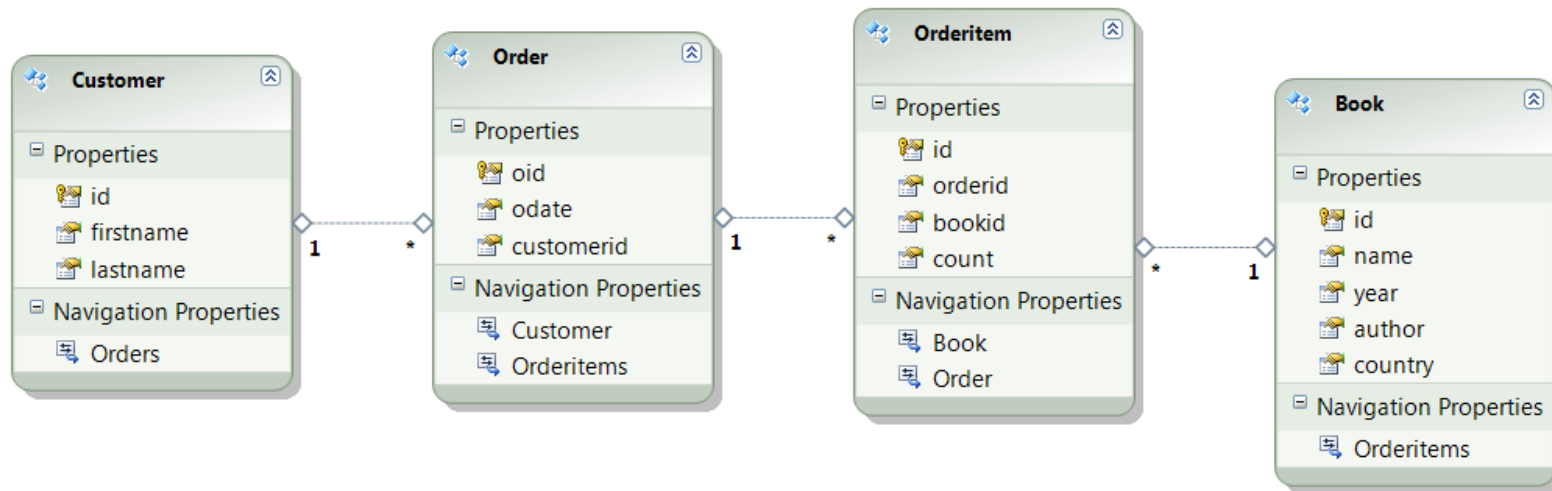 Customer
Properties
id
firstname
lastname
Navigation Properties
Orders
1
*
Order
Properties
oid
odate
customerid
Navigation Properties
Customer
Orderitems
1
*
Orderitem
Properties
id
orderid
bookid
count
Navigation Properties
Book
Order
*
1
Book
Properties
id
name
year
author
country
Navigation Properties
Orderitems